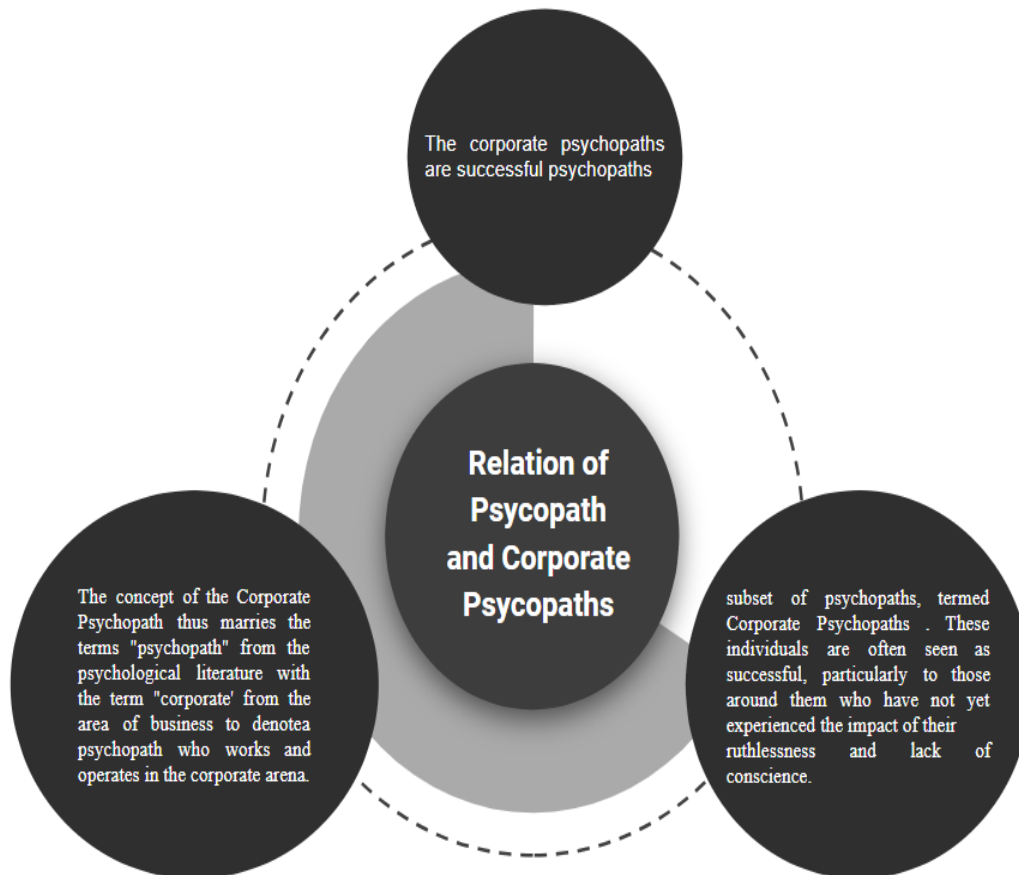 The corporate psychopaths
are successful psychopaths
Relation of
Psycopath
and Corporate
Psycopaths
The concept of the Corporate
Psychopath thus marries the
terms "psychopath" from the
psychological literature with
the term "corporate' from the
area of business to denotea
psychopath who works and
operates in the corporate arena.
subset of psychopaths, termed
Corporate Psychopaths . These
individuals are often seen as
successful, particularly to those
around them who have not yet
experienced the impact of their
ruthlessness and lack of
conscience.